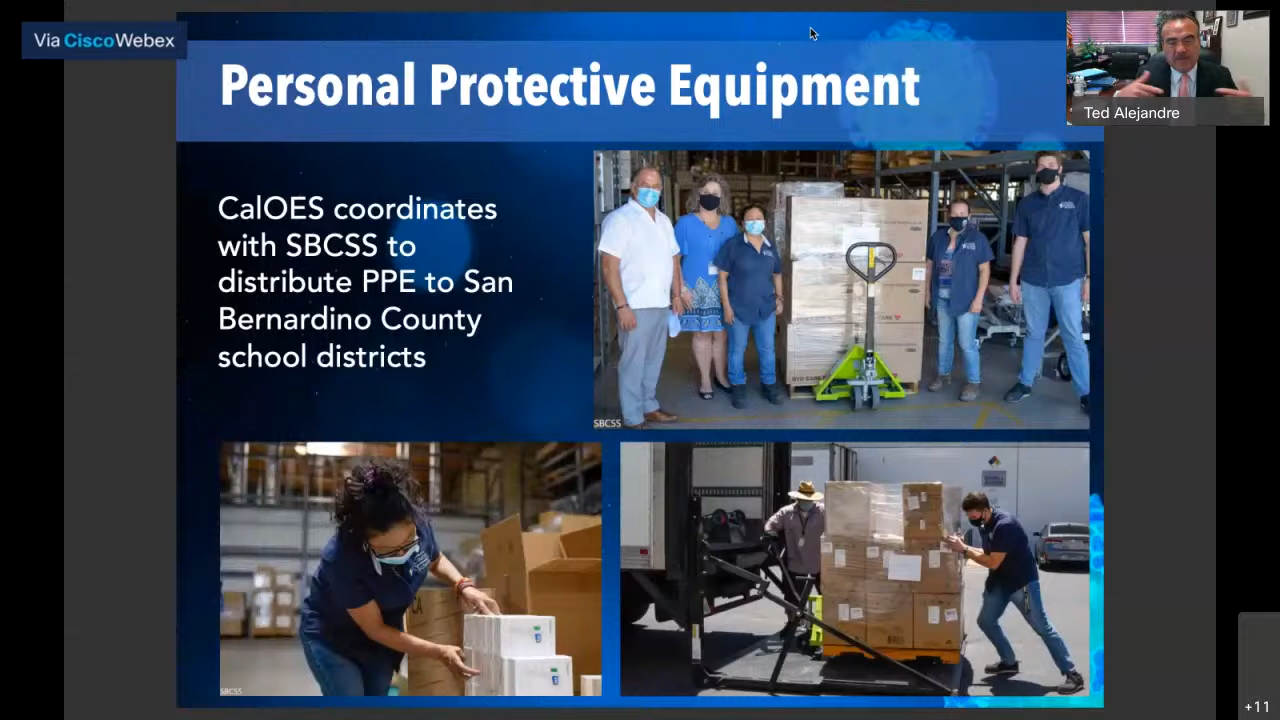 Via CiscoWebex
Personal Protective Equipment
Ted Alejandre
CalOES coordinates
with SBCSS to
distribute PPE to San
Bernardino County
school districts
SBCSS
SBCSS
+11